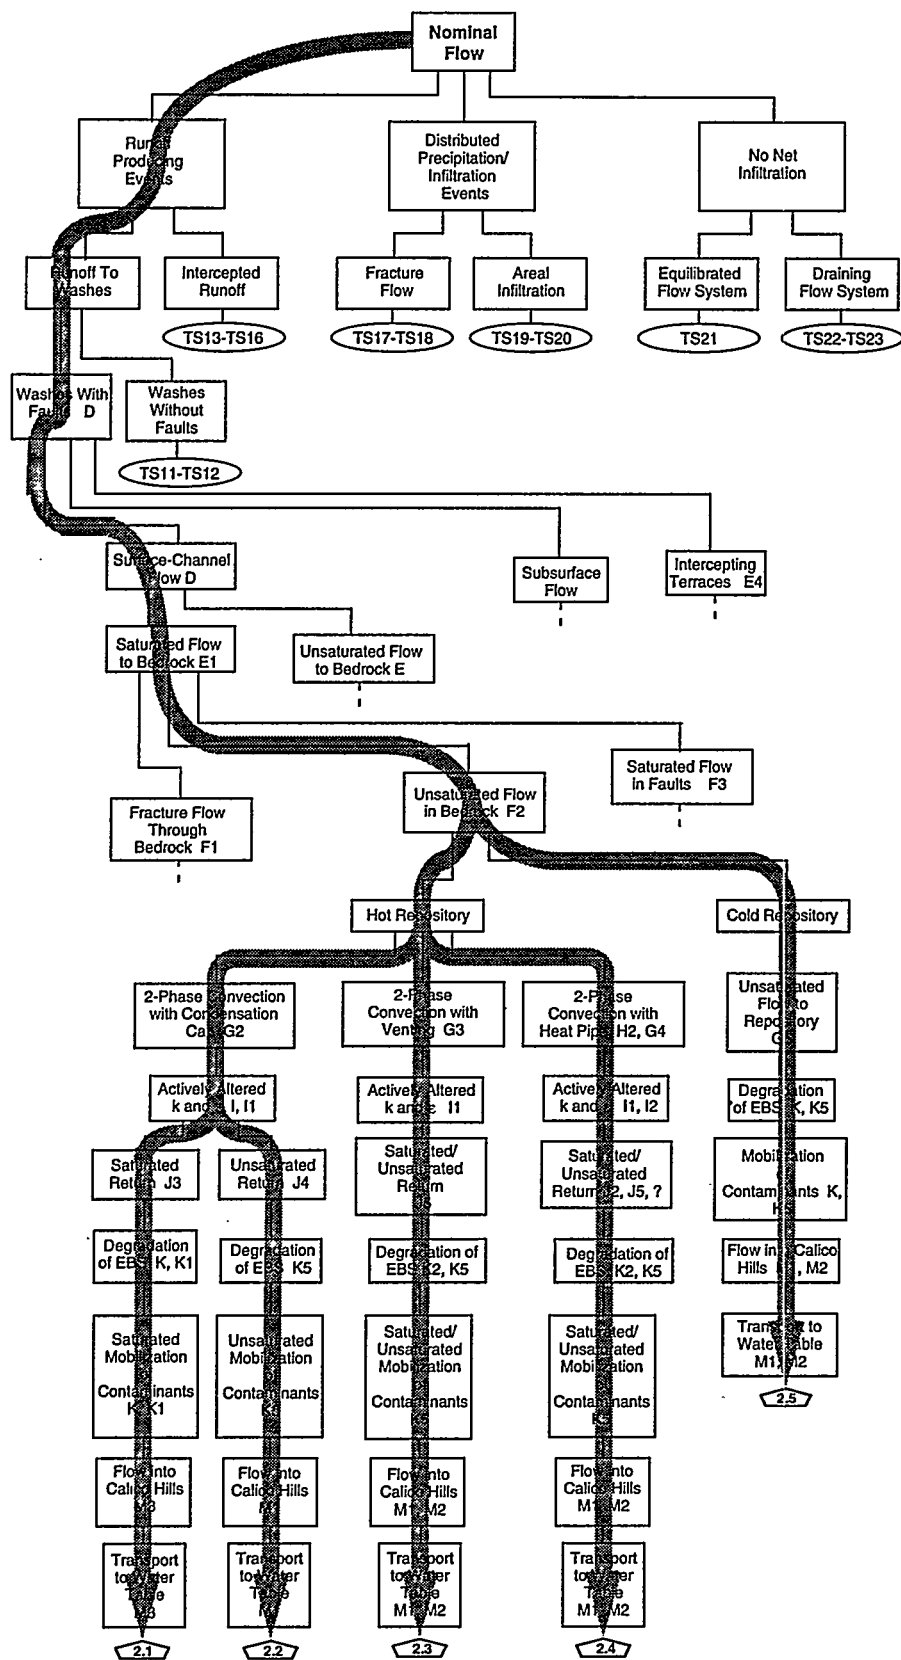 Nominal
Flow
Runoff
Producing
Events
Distributed
Precipitation/
Infiltration
Events
No Net
Infiltration
Runoff To
Washes
Intercepted
Runoff
Fracture
Flow
Areal
Infiltration
Equilibrated
Flow System
Draining
Flow System
TS13-TS16
TS17-TS18
TS19-TS20
TS21
TS22-TS23
Washes With
Faults D
Washes
Without
Faults
TS11-TS12
Surface-Channel
Flow D
Subsurface
Flow
Intercepting
Terraces E4
Saturated Flow
to Bedrock E1
Unsaturated Flow
to Bedrock E
Fracture Flow
Through
Bedrock F1
Unsaturated Flow
in Bedrock F2
Saturated Flow
in Faults F3
Hot Repository
Cold Repository
2-Phase Convection
with Condensation
Cap G2
2-Phase
Convection with
Venting G3
2-Phase
Convection with
Heat Pipe H2, G4
Unsaturated
Flow to
Repository
Actively Altered
k and I, I1
Actively Altered
k and ε I1
Actively Altered
k and I1, I2
Degradation
of EBS K, K5
Saturated
Return J3
Unsaturated
Return J4
Saturated/
Unsaturated
Return
Saturated/
Unsaturated
Return J2, J5, ?
Mobilization
Contaminants K,
Degradation
of EBS K, K1
Degradation
of EBS K5
Degradation of
EBS K2, K5
Degradation of
EBS K2, K5
Flow into Calico
Hills M1, M2
Saturated
Mobilization
Contaminants
K, K1
Unsaturated
Mobilization
Contaminants
K5
Saturated/
Unsaturated
Mobilization
Contaminants
Saturated/
Unsaturated
Mobilization
Contaminants
Transport to
Water Table
M1, M2
2.5
Flow into
Calico Hills
M3
Flow into
Calico Hills
Flow into
Calico Hills
M1, M2
Flow into
Calico Hills
M1, M2
Transport
to Water
Table
M3
Transport
to Water
Table
Transport
to Water
Table
M1, M2
Transport
to Water
Table
M1, M2
2.1
2.2
2.3
2.4